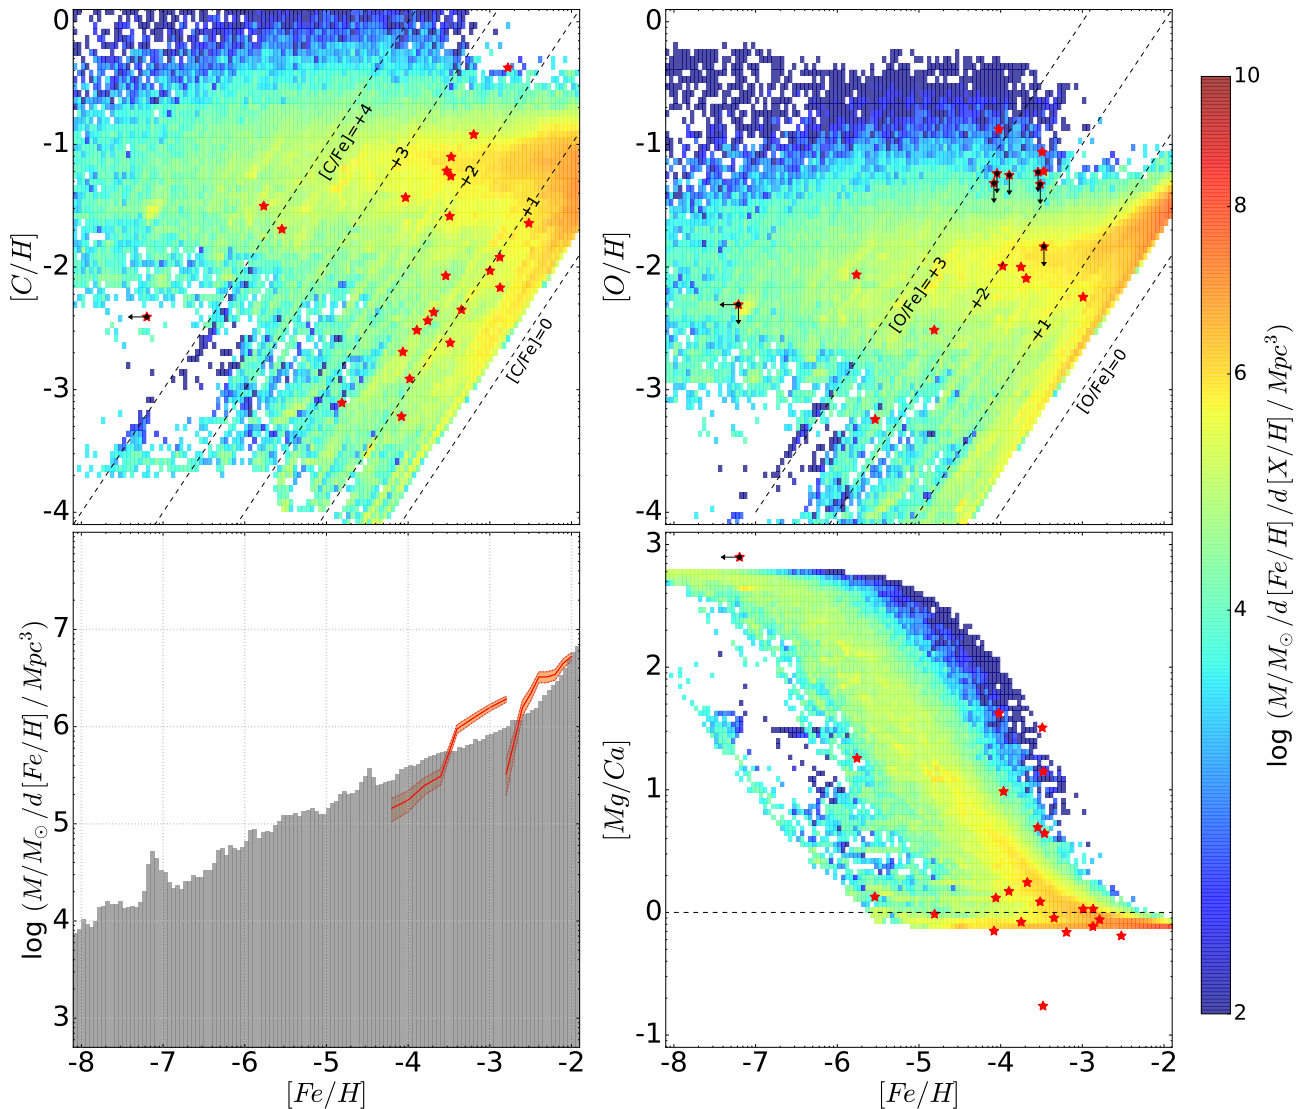 0
-1
-2
-3
-4
[C/H]
[C/Fe]=+4
+3
+2
+1
[C/Fe]=0
0
-1
-2
-3
-4
[O/H]
[O/Fe]=+3
+2
+1
[O/Fe]=0
10
8
6
4
2
log (M/M⊙/d[Fe/H]/d[X/H]/Mpc³)
7
6
5
4
3
log (M/M⊙/d[Fe/H]/Mpc³)
-8 -7 -6 -5 -4 -3 -2
[Fe/H]
3
2
1
0
-1
[Mg/Ca]
-8 -7 -6 -5 -4 -3 -2
[Fe/H]